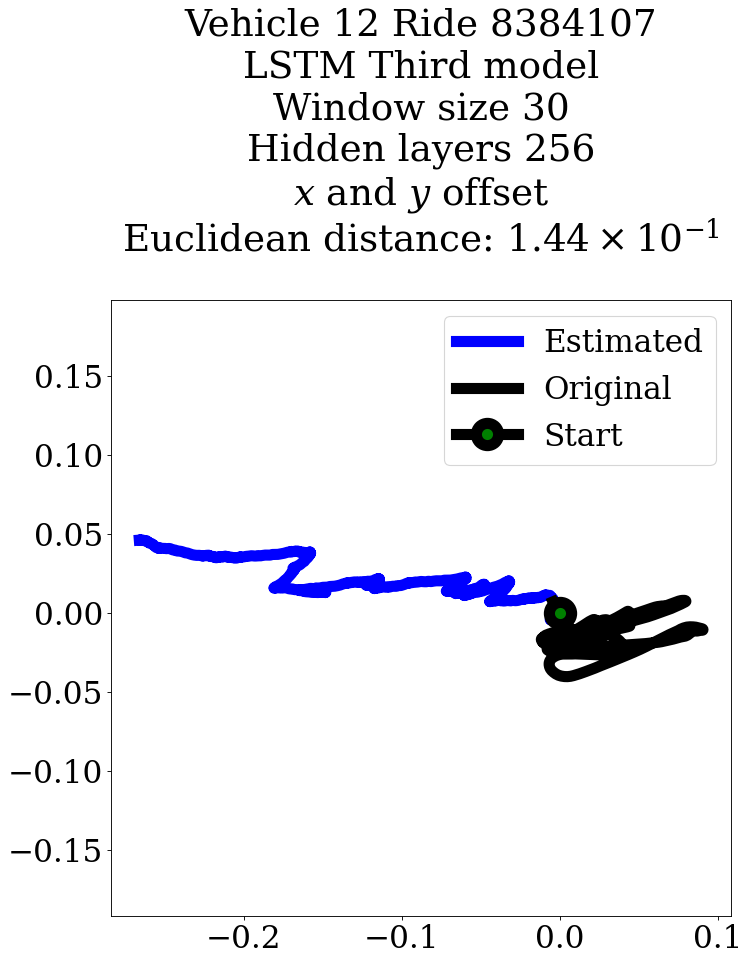 Vehicle 12 Ride 8384107
LSTM Third model
Window size 30
Hidden layers 256
x and y offset
Euclidean distance: 1.44 × 10⁻¹
Estimated
Original
Start
0.15
0.10
0.05
0.00
−0.05
−0.10
−0.15
−0.2
−0.1
0.0
0.1